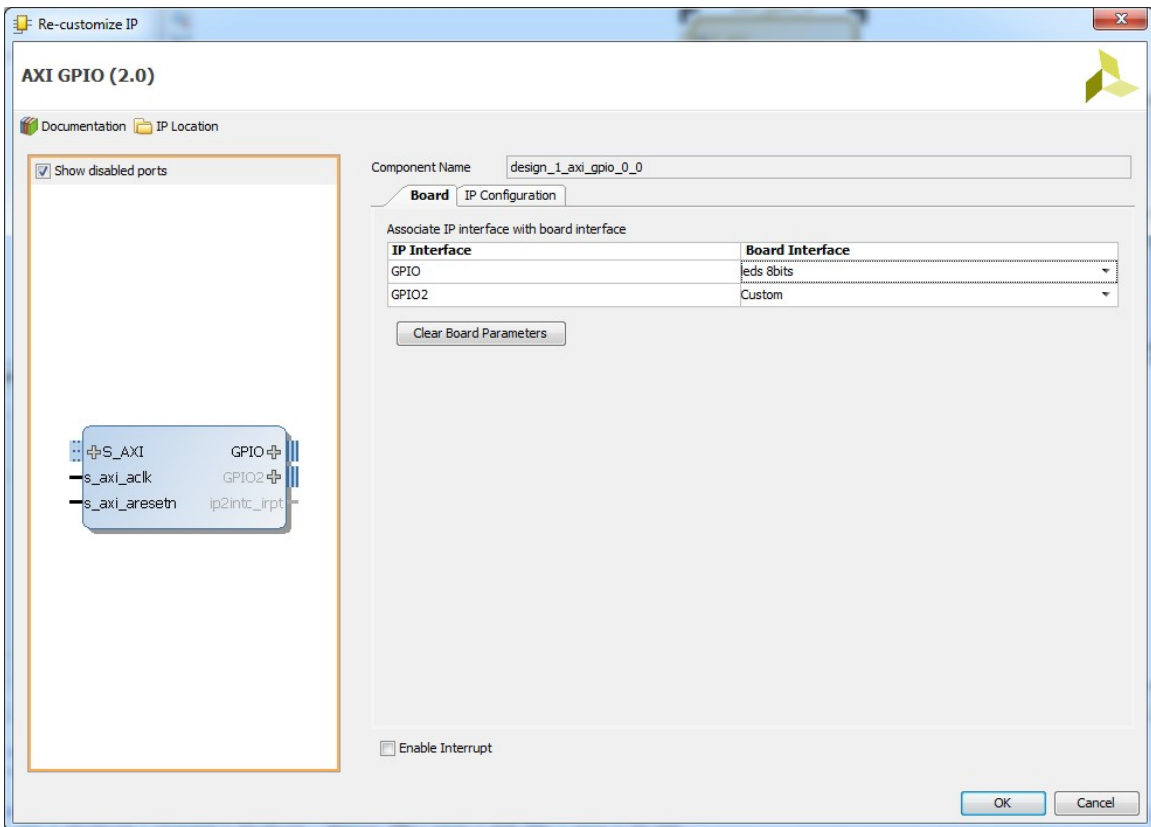 Re-customize IP
AXI GPIO (2.0)
Documentation IP Location
Show disabled ports
S_AXI GPIO
s_axi_aclk GPIO2
s_axi_aresetn ip2intc_irpt
Component Name design_1_axi_gpio_0_0
Board IP Configuration
Associate IP interface with board interface
IP Interface Board Interface
GPIO leds 8bits
GPIO2 Custom
Clear Board Parameters
Enable Interrupt
OK Cancel